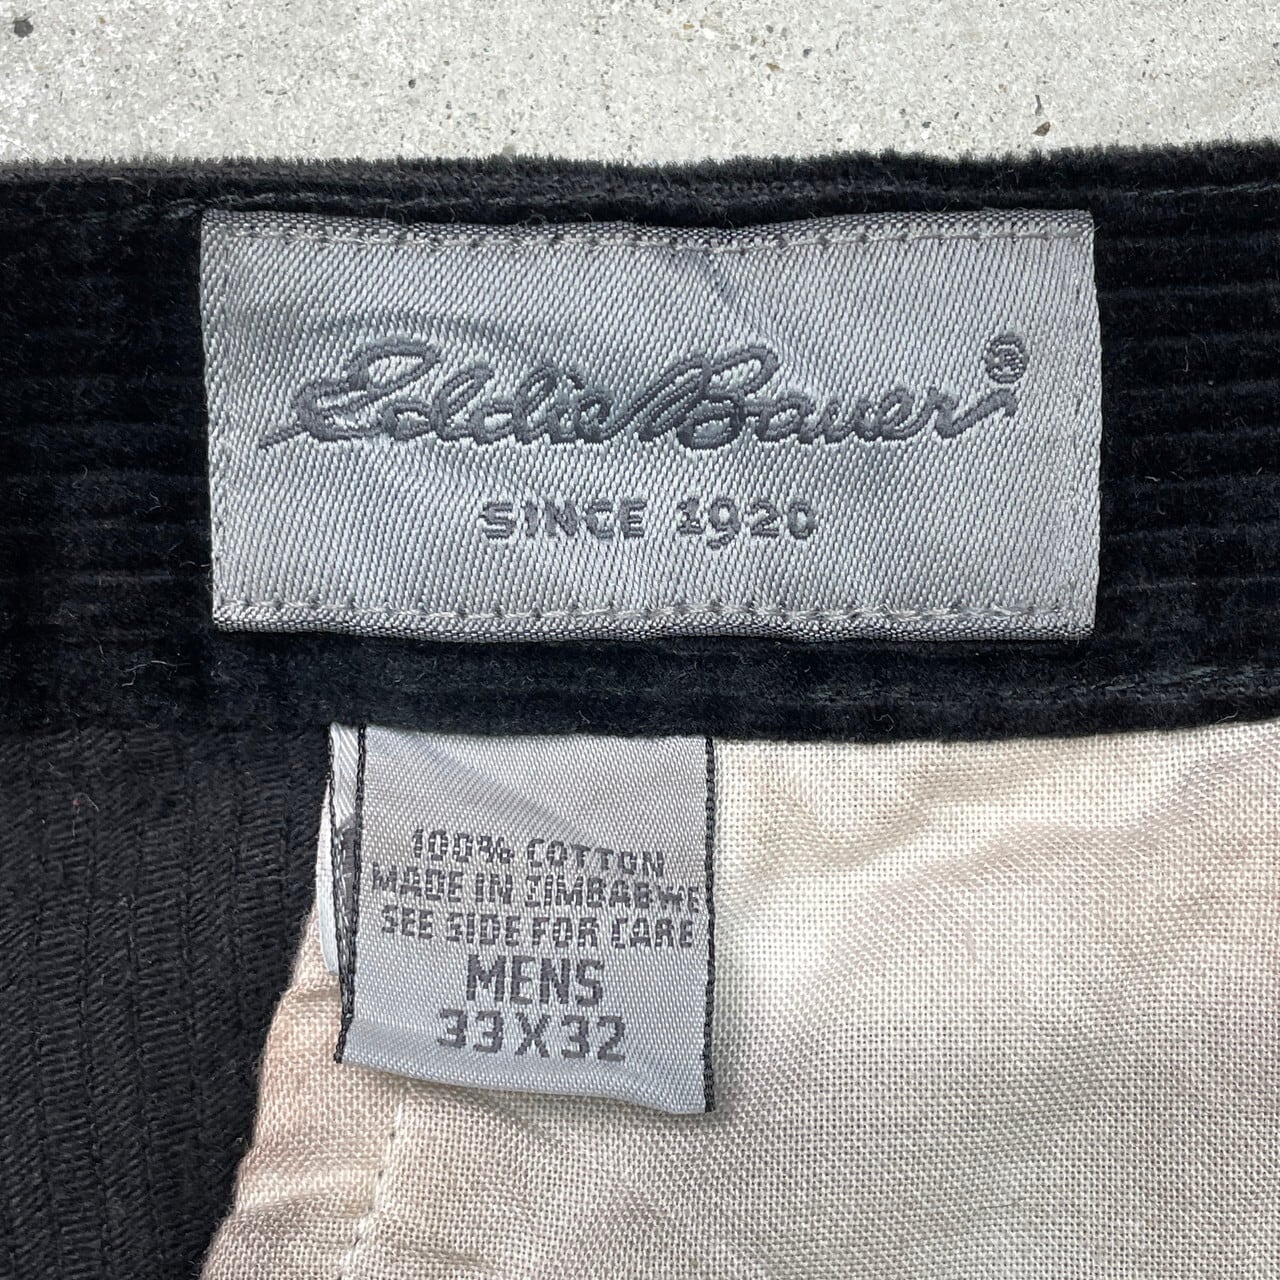 Eddie Bauer®
SINCE 1920
100% COTTON
MADE IN ZIMBABWE
SEE SIDE FOR CARE
MENS
33X32